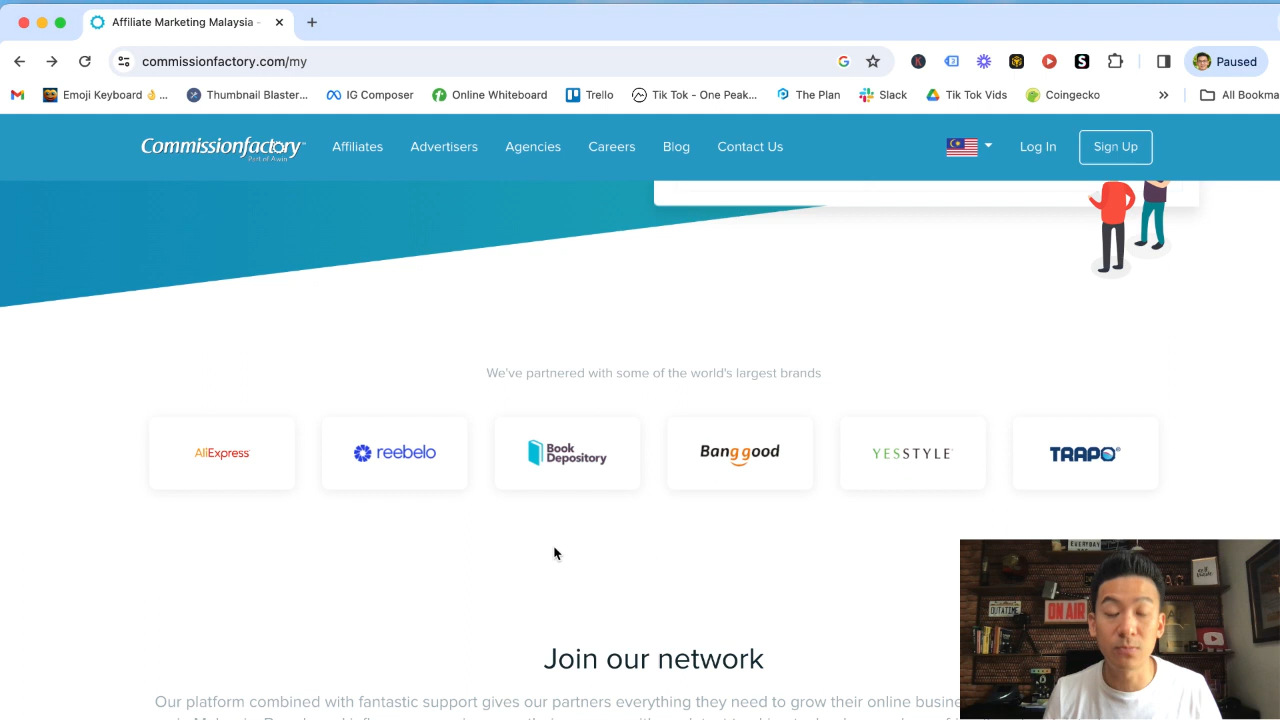 Affiliate Marketing Malaysia -
commissionfactory.com/my
Paused
Emoji Keyboard 👌 ...
Thumbnail Blaster...
IG Composer
Online Whiteboard
Trello
Tik Tok - One Peak...
The Plan
Slack
Tik Tok Vids
Coingecko
All Bookma
Commissionfactory
Part of Awin
Affiliates
Advertisers
Agencies
Careers
Blog
Contact Us
Log In
Sign Up
We've partnered with some of the world's largest brands
AliExpress
reebelo
Book
Depository
Banggood
YESSTYLE
TRAPO
Join our network
Our platform combined with fantastic support gives our partners everything they need to grow their online busine
EVERYDAY
OUTATIME
ON AIR